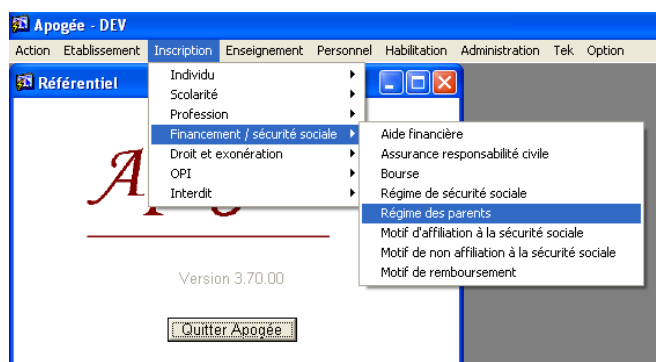 Apogée - DEV
Action Etablissement Inscription Enseignement Personnel Habilitation Administration Tek Option
Référentiel
Individu
Scolarité
Profession
Financement / sécurité sociale
Droit et exonération
OPI
Interdit
Aide financière
Assurance responsabilité civile
Bourse
Régime de sécurité sociale
Régime des parents
Motif d'affiliation à la sécurité sociale
Motif de non affiliation à la sécurité sociale
Motif de remboursement
Version 3.70.00
Quitter Apogée